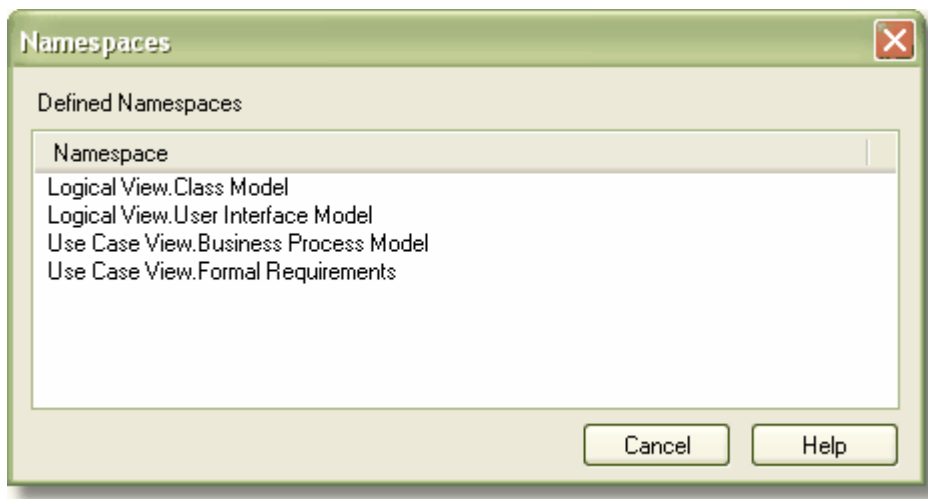 Namespaces
Defined Namespaces
Namespace
Logical View.Class Model
Logical View.User Interface Model
Use Case View.Business Process Model
Use Case View.Formal Requirements
Cancel Help